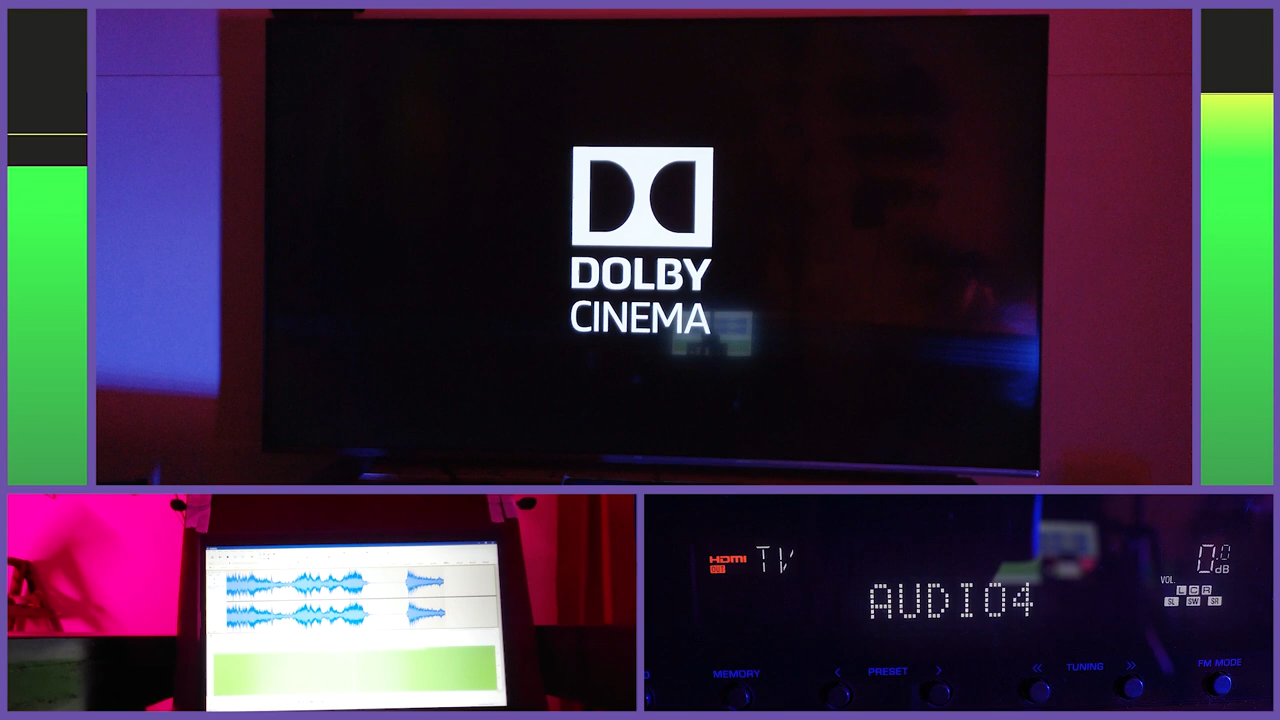 DOLBY
CINEMA
HDMI
OUT
TV
0.0
dB
VOL.
AUDIO4
L C R
SL SW SR
MEMORY
PRESET
TUNING
FM MODE